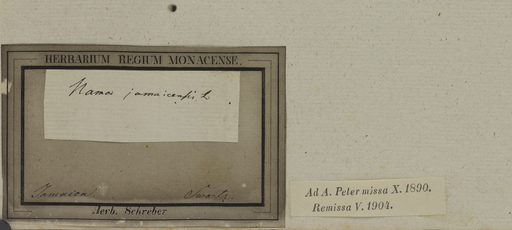 HERBARIUM REGIUM MONACENSE.
Nama jamaicensis L
Jamaica. Swartz.
Herb. Schreber
Ad A. Peter missa X. 1890.
Remissa V. 1904.